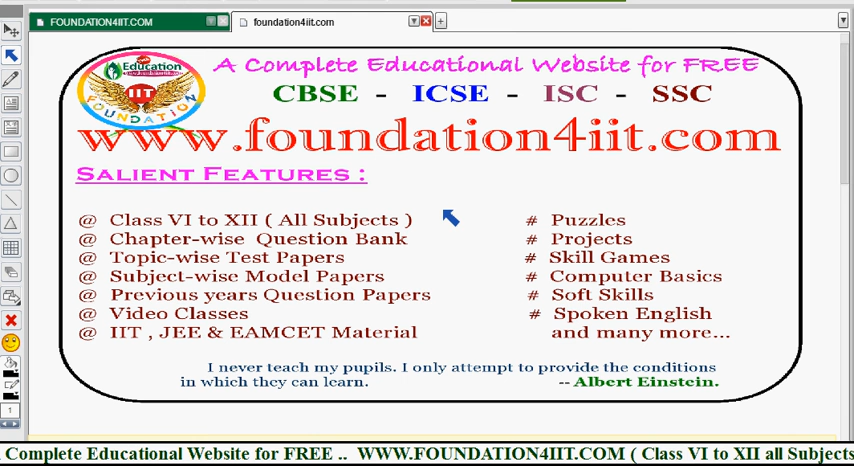 FOUNDATION4IIT.COM
foundation4iit.com
Education
IIT
FOUNDATION
A Complete Educational Website for FREE
CBSE - ICSE - ISC - SSC
www.foundation4iit.com
SALIENT FEATURES :
@ Class VI to XII ( All Subjects )
@ Chapter-wise Question Bank
@ Topic-wise Test Papers
@ Subject-wise Model Papers
@ Previous years Question Papers
@ Video Classes
@ IIT , JEE & EAMCET Material
# Puzzles
# Projects
# Skill Games
# Computer Basics
# Soft Skills
# Spoken English
and many more...
I never teach my pupils. I only attempt to provide the conditions
in which they can learn.
-- Albert Einstein.
1
Complete Educational Website for FREE .. WWW.FOUNDATION4IIT.COM ( Class VI to XII all Subjects